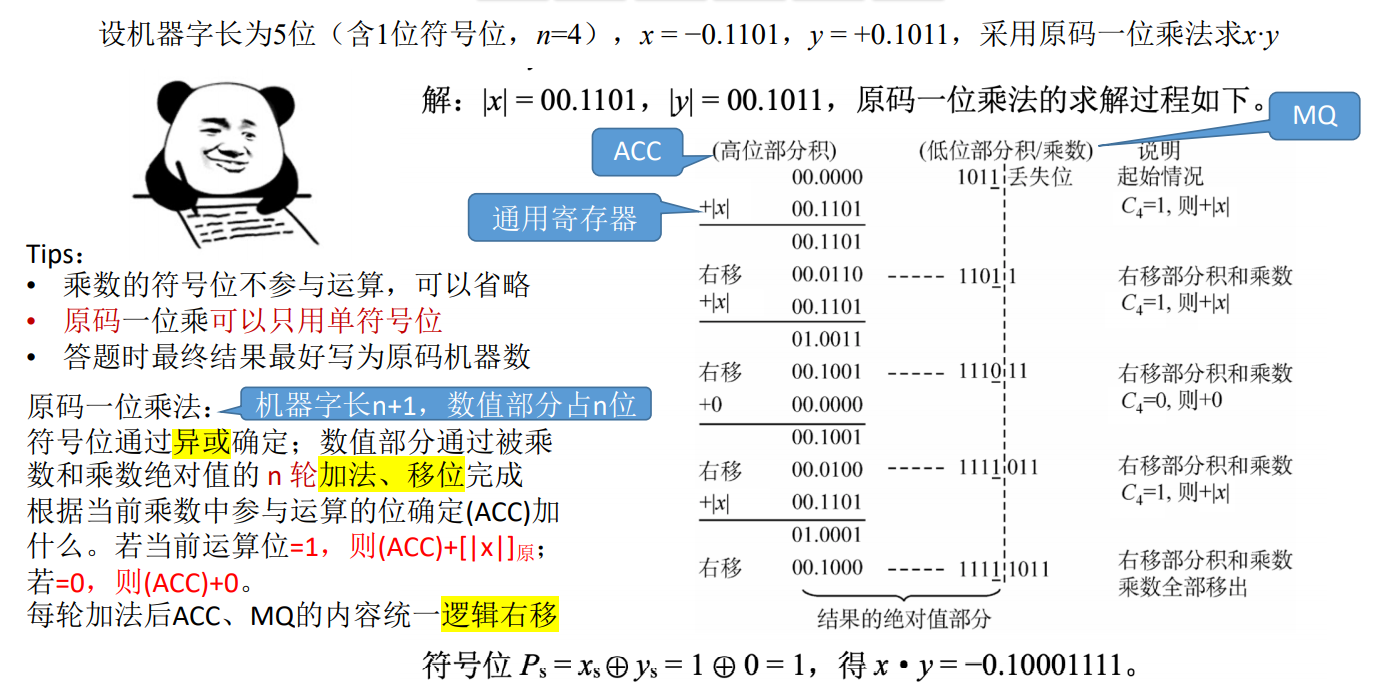 设机器字长为5位（含1位符号位，n=4），x = −0.1101，y = +0.1011，采用原码一位乘法求x·y
解：|x| = 00.1101，|y| = 00.1011，原码一位乘法的求解过程如下。
MQ
ACC
(高位部分积) (低位部分积/乘数) 说明
00.0000 1011 丢失位 起始情况
通用寄存器
+|x| 00.1101 C₄=1, 则+|x|
00.1101
右移 00.0110 ----- 1101 1 右移部分积和乘数
+|x| 00.1101 C₄=1, 则+|x|
01.0011
右移 00.1001 ----- 1110 11 右移部分积和乘数
+0 00.0000 C₄=0, 则+0
00.1001
右移 00.0100 ----- 1111 011 右移部分积和乘数
+|x| 00.1101 C₄=1, 则+|x|
01.0001
右移 00.1000 ----- 1111 1011 右移部分积和乘数
乘数全部移出
结果的绝对值部分
符号位 Pₛ = xₛ ⊕ yₛ = 1 ⊕ 0 = 1，得 x • y = −0.10001111。
Tips：
• 乘数的符号位不参与运算，可以省略
• 原码一位乘可以只用单符号位
• 答题时最终结果最好写为原码机器数
原码一位乘法：
机器字长n+1，数值部分占n位
符号位通过异或确定；数值部分通过被乘
数和乘数绝对值的 n 轮加法、移位完成
根据当前乘数中参与运算的位确定(ACC)加
什么。若当前运算位=1，则(ACC)+[|x|]原；
若=0，则(ACC)+0。
每轮加法后ACC、MQ的内容统一逻辑右移